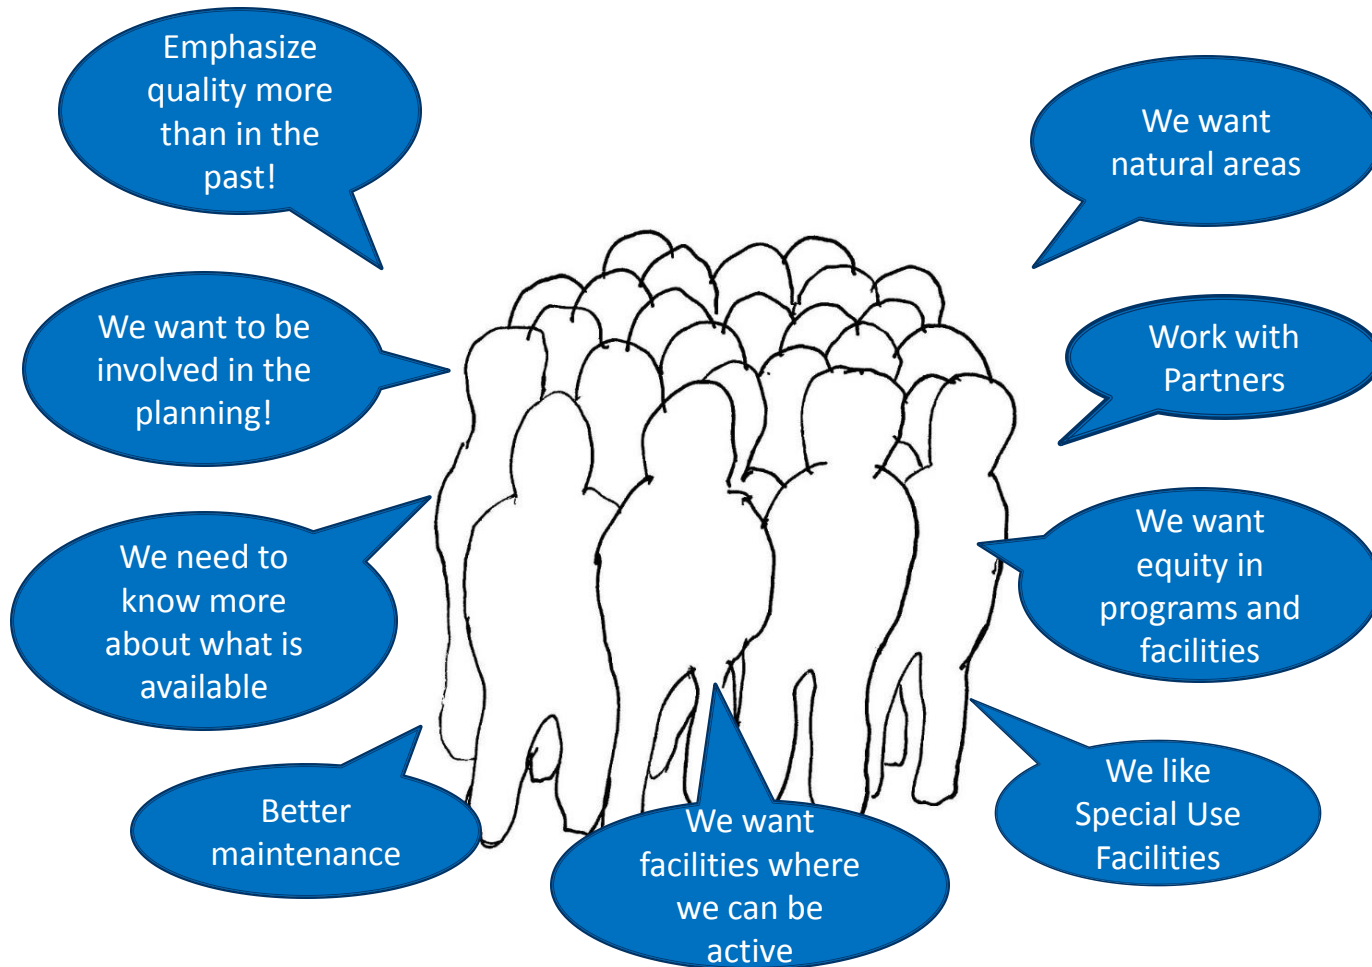 Emphasize
quality more
than in the
past!
We want
natural areas
We want to be
involved in the
planning!
Work with
Partners
We need to
know more
about what is
available
We want
equity in
programs and
facilities
Better
maintenance
We want
facilities where
we can be
active
We like
Special Use
Facilities